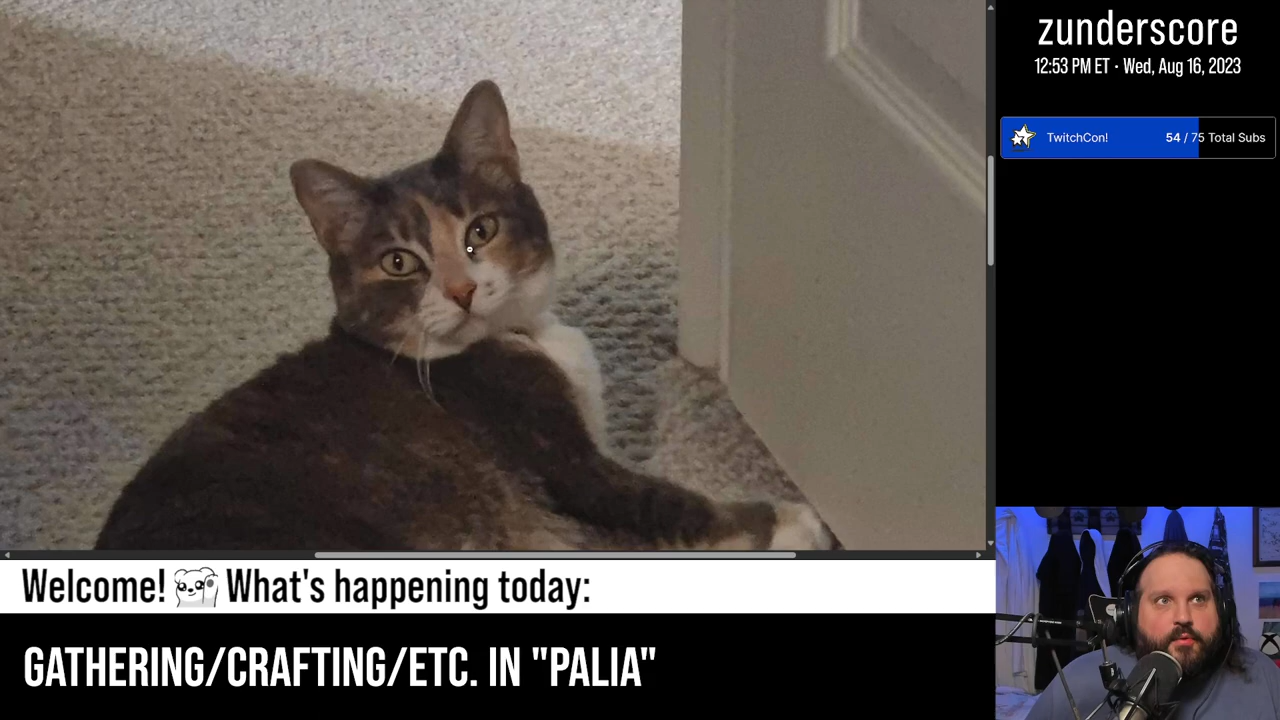 zunderscore
12:53 PM ET · Wed, Aug 16, 2023
TwitchCon! 54 / 75 Total Subs
Welcome! What's happening today:
GATHERING/CRAFTING/ETC. IN "PALIA"